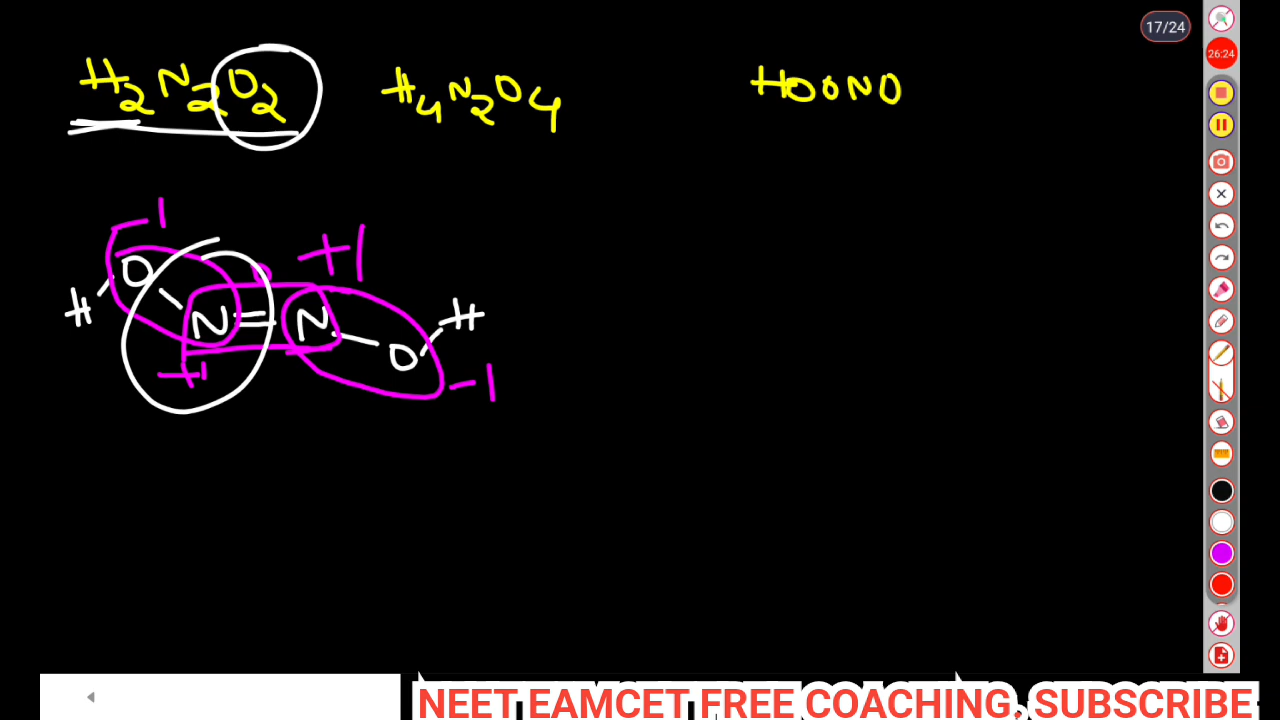 17/24
26:24
H2N2O2 H4N2O4 HOONO
-1
O +1
H N = N H
O
+1 -1
NEET EAMCET FREE COACHING, SUBSCRIBE